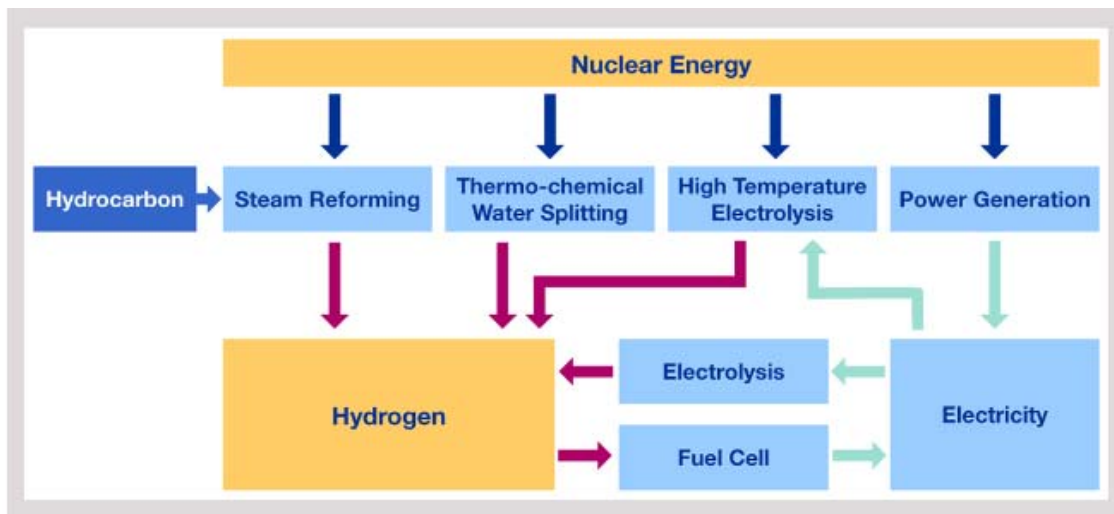 Nuclear Energy
Hydrocarbon
Steam Reforming
Thermo-chemical
Water Splitting
High Temperature
Electrolysis
Power Generation
Hydrogen
Electrolysis
Fuel Cell
Electricity